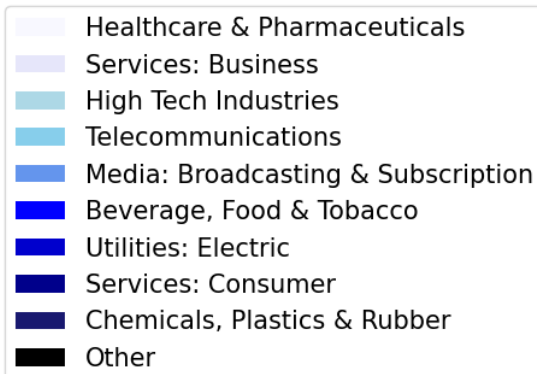 Healthcare & Pharmaceuticals
Services: Business
High Tech Industries
Telecommunications
Media: Broadcasting & Subscription
Beverage, Food & Tobacco
Utilities: Electric
Services: Consumer
Chemicals, Plastics & Rubber
Other